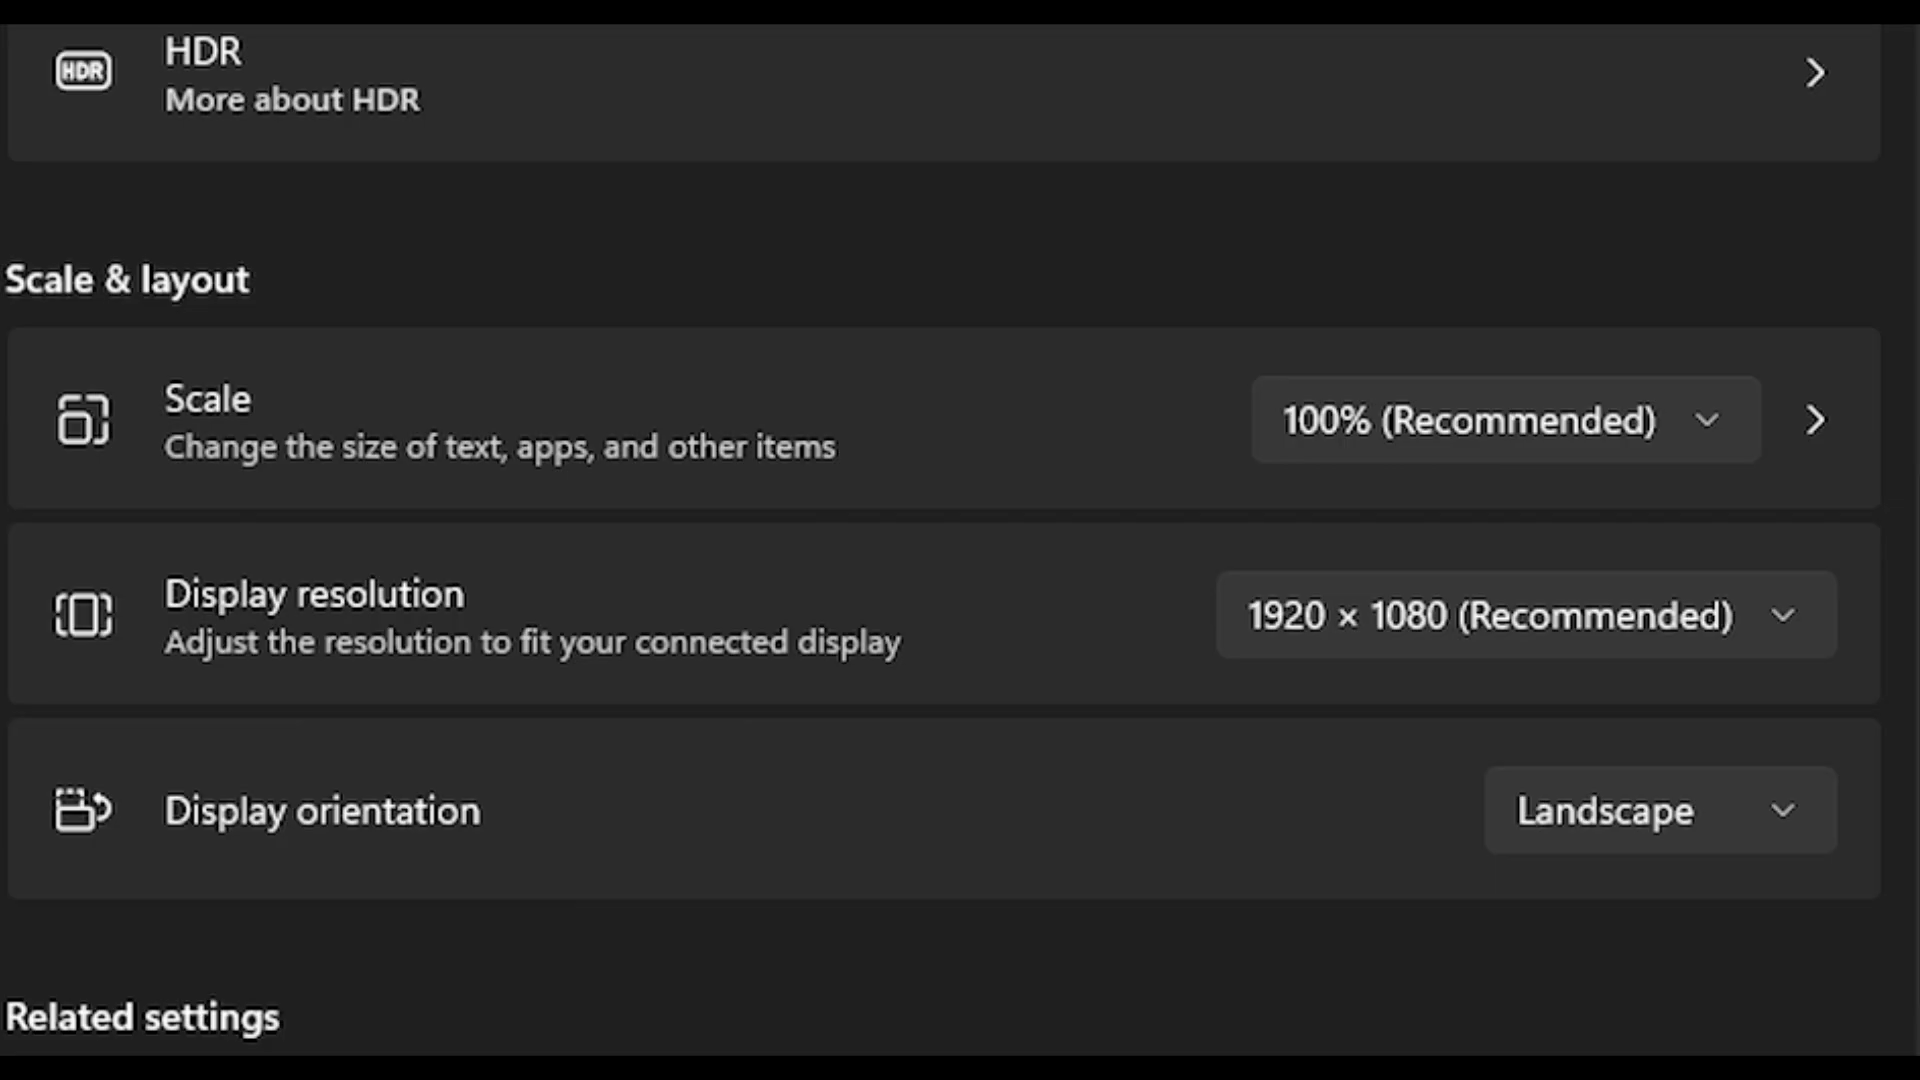 HDR
HDR
More about HDR
Scale & layout
Scale
Change the size of text, apps, and other items
100% (Recommended)
Display resolution
Adjust the resolution to fit your connected display
1920 × 1080 (Recommended)
Display orientation
Landscape
Related settings